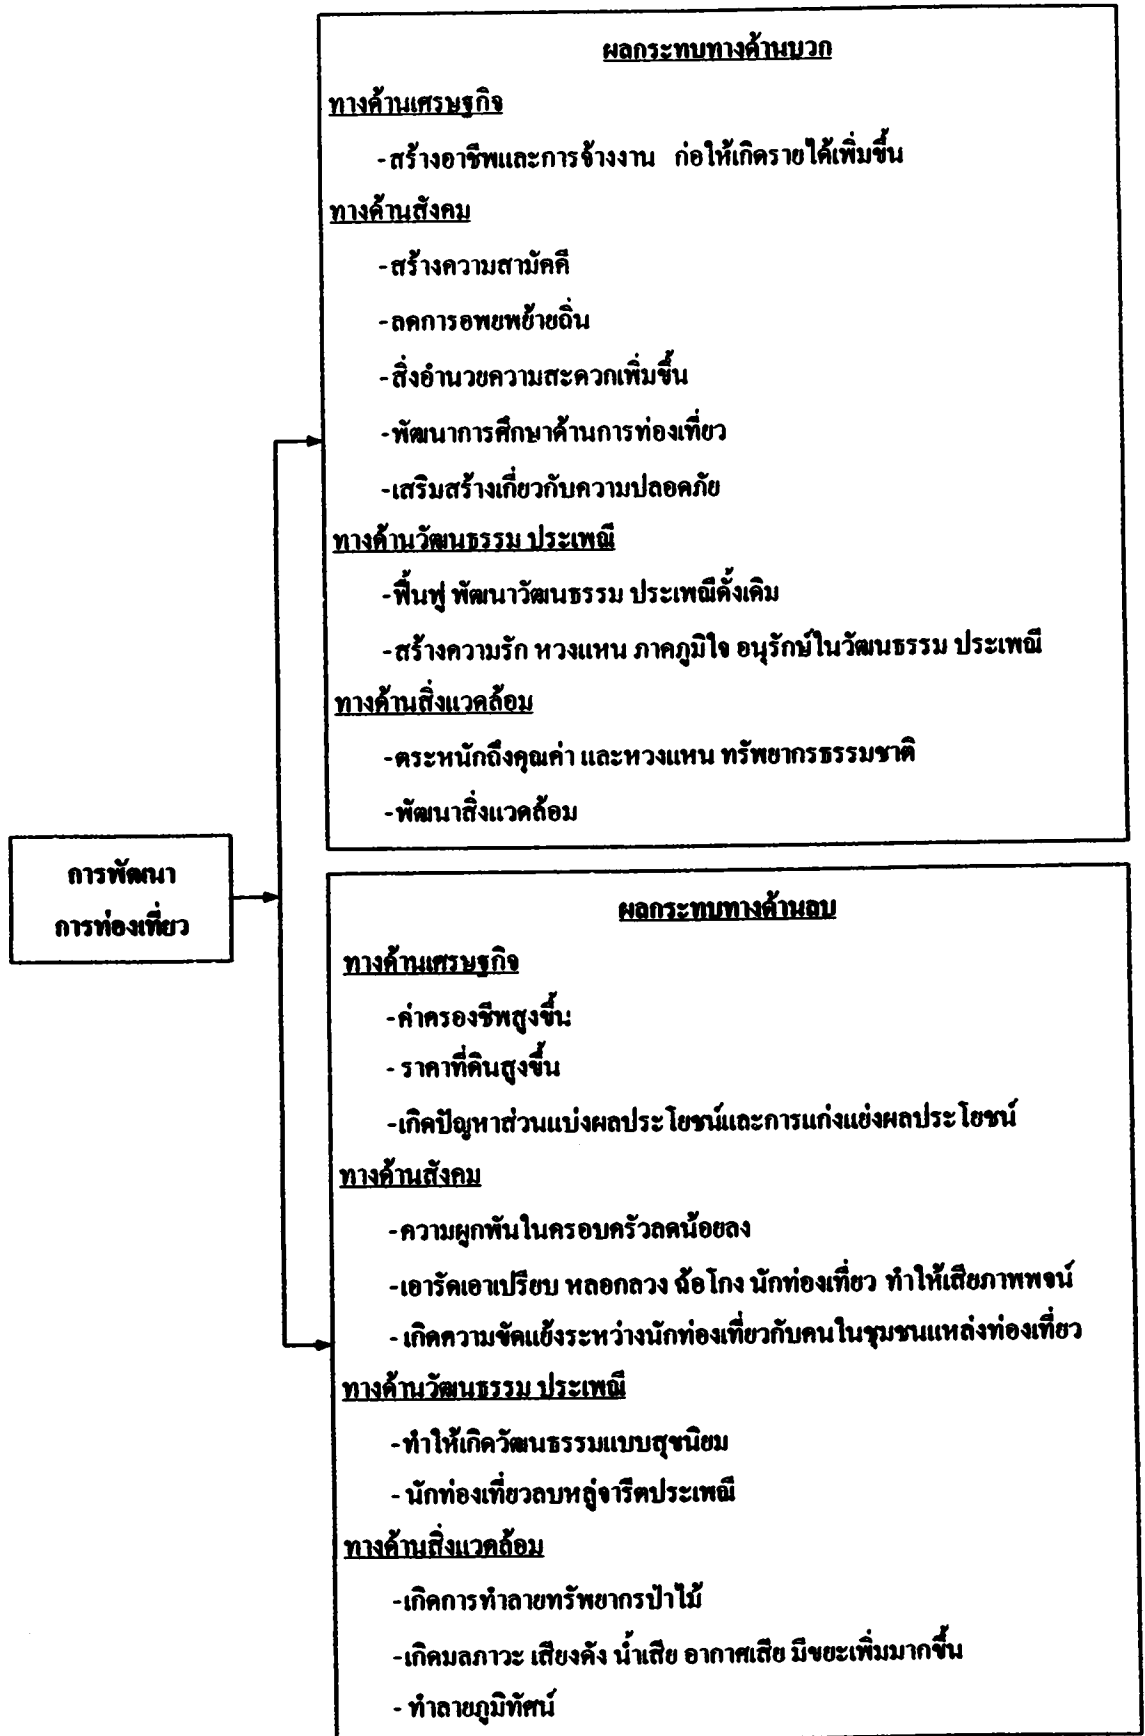 ผลกระทบทางด้านบวก
ทางด้านเศรษฐกิจ
-สร้างอาชีพและการจ้างงาน ก่อให้เกิดรายได้เพิ่มขึ้น
ทางด้านสังคม
-สร้างความสามัคคี
-ลดการอพยพย้ายถิ่น
-สิ่งอำนวยความสะดวกเพิ่มขึ้น
-พัฒนาการศึกษาด้านการท่องเที่ยว
-เสริมสร้างเกี่ยวกับความปลอดภัย
ทางด้านวัฒนธรรม ประเพณี
-ฟื้นฟู พัฒนาวัฒนธรรม ประเพณีดั้งเดิม
-สร้างความรัก หวงแหน ภาคภูมิใจ อนุรักษ์ในวัฒนธรรม ประเพณี
ทางด้านสิ่งแวดล้อม
-ตระหนักถึงคุณค่า และหวงแหน ทรัพยากรธรรมชาติ
-พัฒนาสิ่งแวดล้อม
การพัฒนา
การท่องเที่ยว
ผลกระทบทางด้านลบ
ทางด้านเศรษฐกิจ
-ค่าครองชีพสูงขึ้น
- ราคาที่ดินสูงขึ้น
-เกิดปัญหาส่วนแบ่งผลประโยชน์และการแก่งแย่งผลประโยชน์
ทางด้านสังคม
-ความผูกพันในครอบครัวลดน้อยลง
-เอารัดเอาเปรียบ หลอกลวง ฉ้อโกง นักท่องเที่ยว ทำให้เสียภาพพจน์
- เกิดความขัดแย้งระหว่างนักท่องเที่ยวกับคนในชุมชนแหล่งท่องเที่ยว
ทางด้านวัฒนธรรม ประเพณี
-ทำให้เกิดวัฒนธรรมแบบสุขนิยม
- นักท่องเที่ยวลบหลู่จารีตประเพณี
ทางด้านสิ่งแวดล้อม
-เกิดการทำลายทรัพยากรป่าไม้
-เกิดมลภาวะ เสียงดัง น้ำเสีย อากาศเสีย มีขยะเพิ่มมากขึ้น
- ทำลายภูมิทัศน์